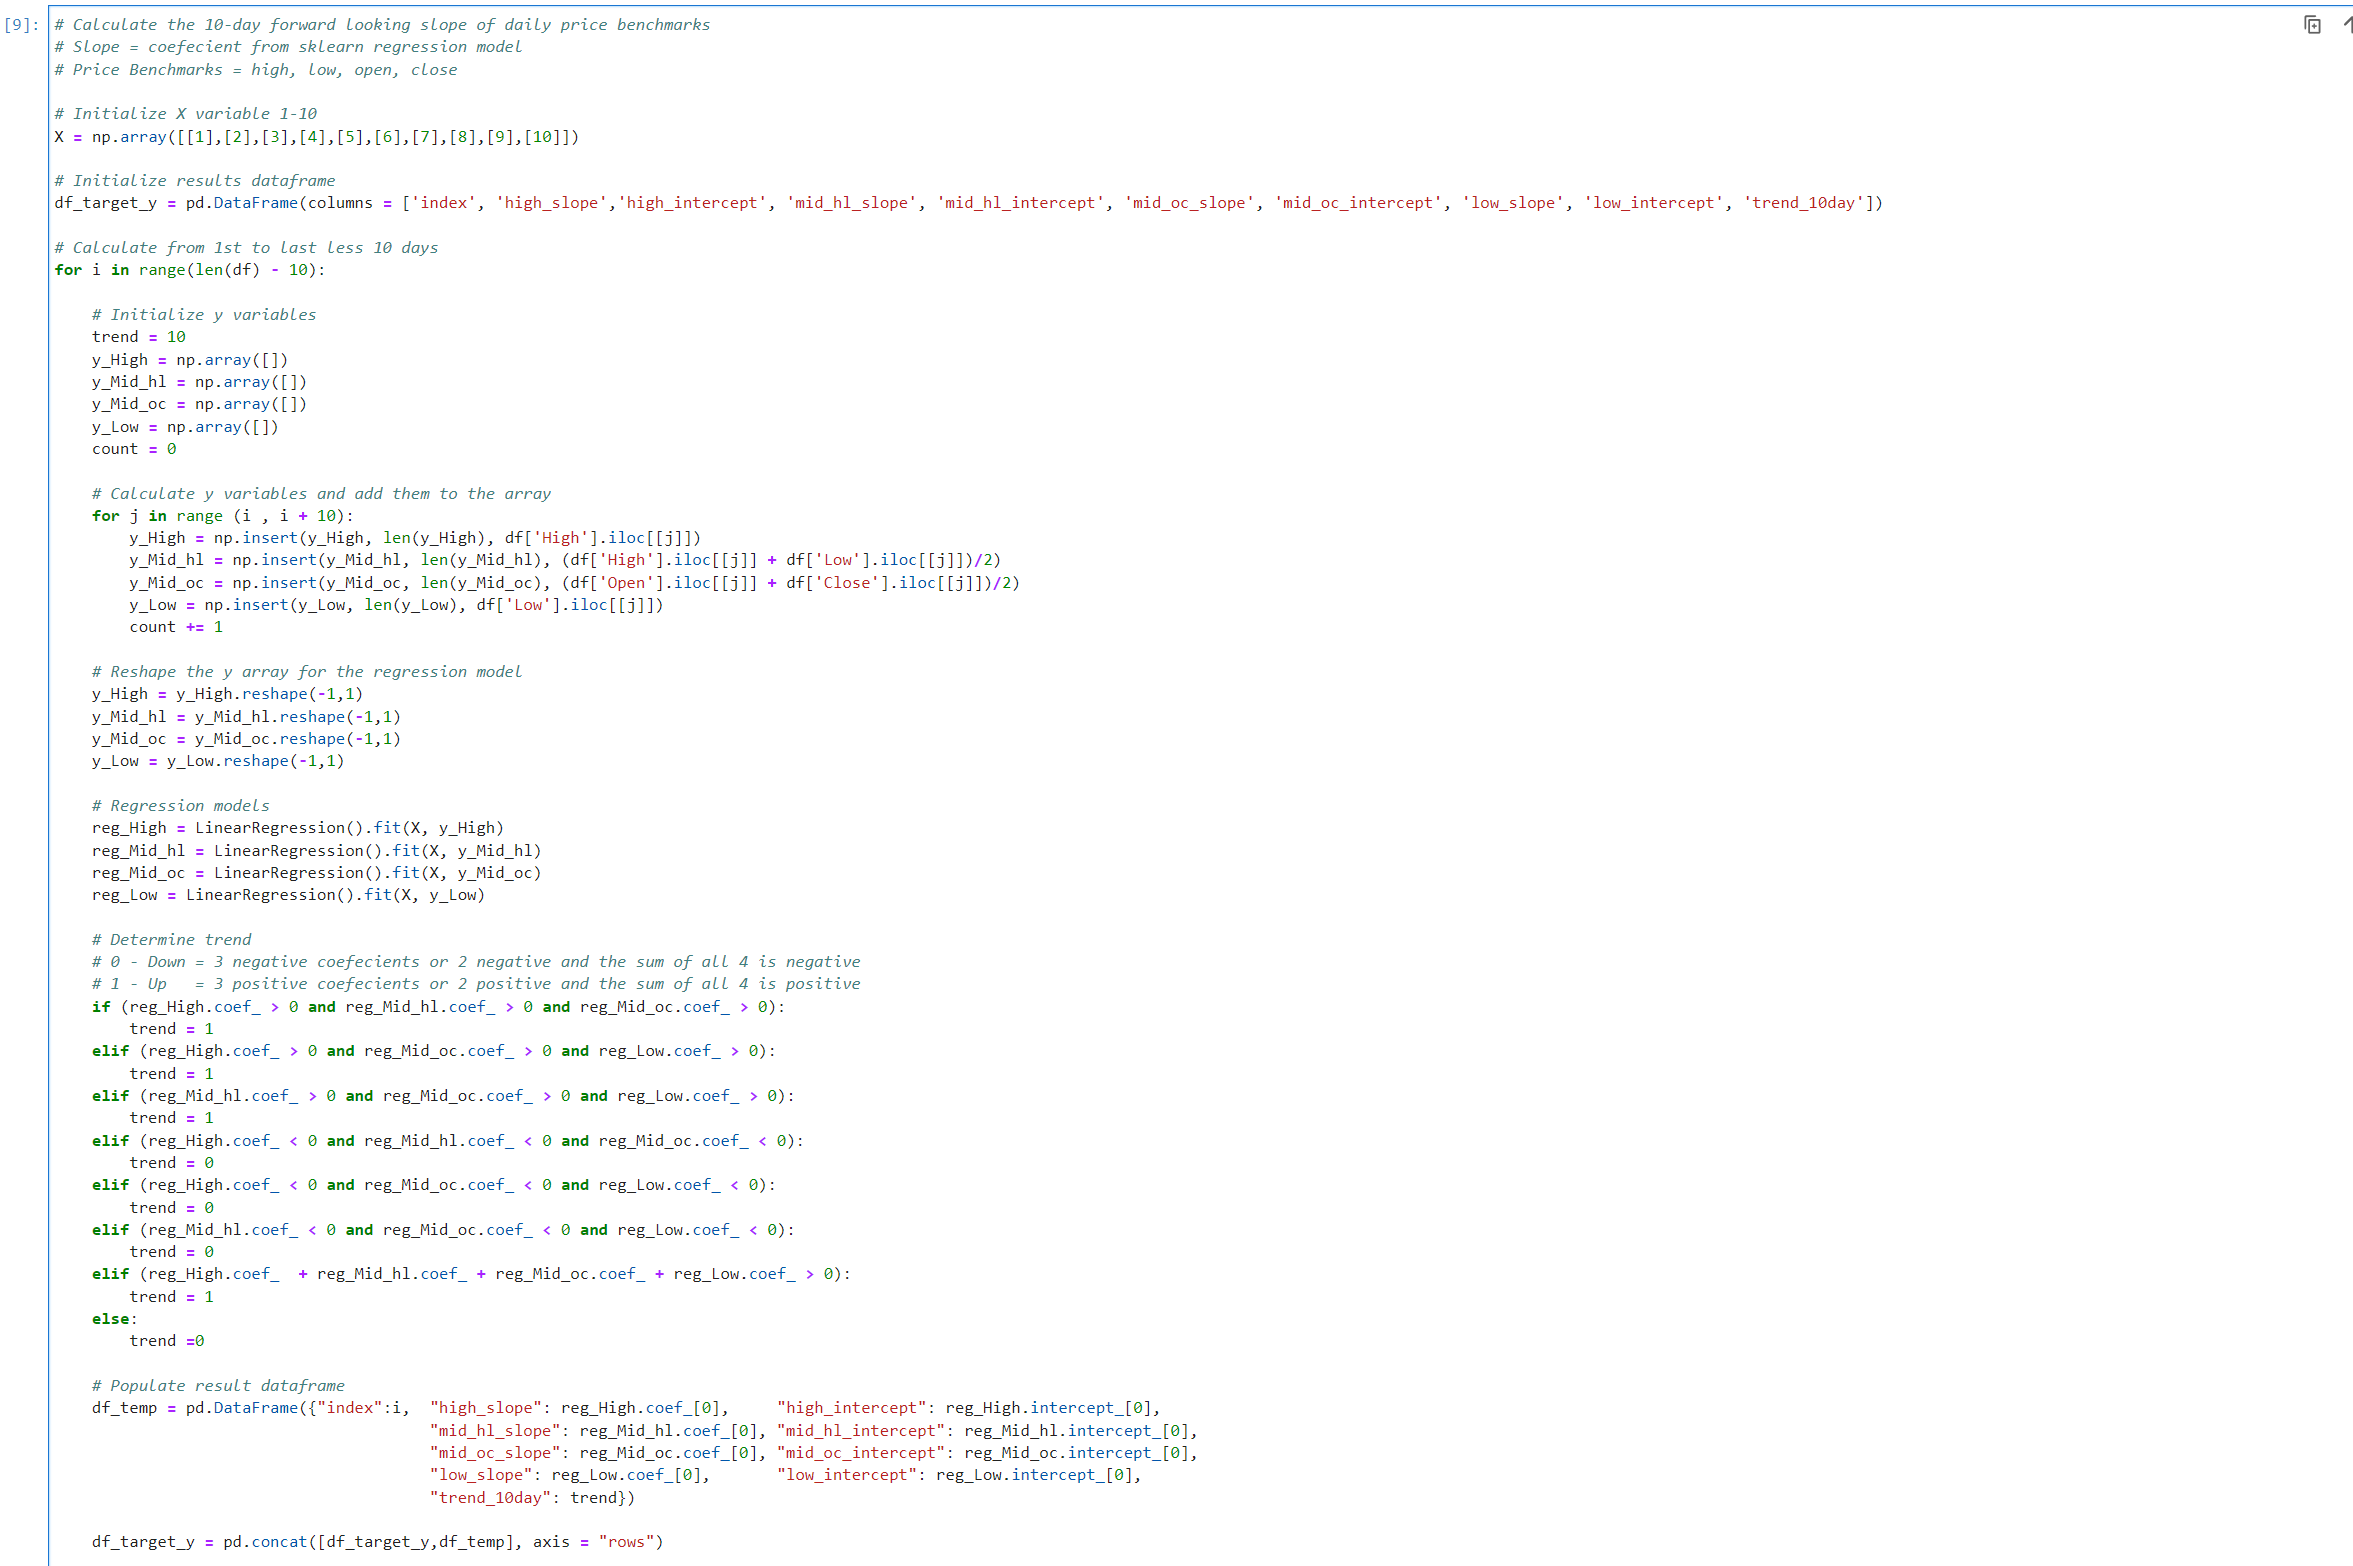 [9]: # Calculate the 10-day forward looking slope of daily price benchmarks
# Slope = coefecient from sklearn regression model
# Price Benchmarks = high, low, open, close

# Initialize X variable 1-10
X = np.array([[1],[2],[3],[4],[5],[6],[7],[8],[9],[10]])

# Initialize results dataframe
df_target_y = pd.DataFrame(columns = ['index', 'high_slope','high_intercept', 'mid_hl_slope', 'mid_hl_intercept', 'mid_oc_slope', 'mid_oc_intercept', 'low_slope', 'low_intercept', 'trend_10day'])

# Calculate from 1st to last less 10 days
for i in range(len(df) - 10):

    # Initialize y variables
    trend = 10
    y_High = np.array([])
    y_Mid_hl = np.array([])
    y_Mid_oc = np.array([])
    y_Low = np.array([])
    count = 0

    # Calculate y variables and add them to the array
    for j in range (i , i + 10):
        y_High = np.insert(y_High, len(y_High), df['High'].iloc[[j]])
        y_Mid_hl = np.insert(y_Mid_hl, len(y_Mid_hl), (df['High'].iloc[[j]] + df['Low'].iloc[[j]])/2)
        y_Mid_oc = np.insert(y_Mid_oc, len(y_Mid_oc), (df['Open'].iloc[[j]] + df['Close'].iloc[[j]])/2)
        y_Low = np.insert(y_Low, len(y_Low), df['Low'].iloc[[j]])
        count += 1

    # Reshape the y array for the regression model
    y_High = y_High.reshape(-1,1)
    y_Mid_hl = y_Mid_hl.reshape(-1,1)
    y_Mid_oc = y_Mid_oc.reshape(-1,1)
    y_Low = y_Low.reshape(-1,1)

    # Regression models
    reg_High = LinearRegression().fit(X, y_High)
    reg_Mid_hl = LinearRegression().fit(X, y_Mid_hl)
    reg_Mid_oc = LinearRegression().fit(X, y_Mid_oc)
    reg_Low = LinearRegression().fit(X, y_Low)

    # Determine trend
    # 0 - Down = 3 negative coefecients or 2 negative and the sum of all 4 is negative
    # 1 - Up   = 3 positive coefecients or 2 positive and the sum of all 4 is positive
    if (reg_High.coef_ > 0 and reg_Mid_hl.coef_ > 0 and reg_Mid_oc.coef_ > 0):
        trend = 1
    elif (reg_High.coef_ > 0 and reg_Mid_oc.coef_ > 0 and reg_Low.coef_ > 0):
        trend = 1
    elif (reg_Mid_hl.coef_ > 0 and reg_Mid_oc.coef_ > 0 and reg_Low.coef_ > 0):
        trend = 1
    elif (reg_High.coef_ < 0 and reg_Mid_hl.coef_ < 0 and reg_Mid_oc.coef_ < 0):
        trend = 0
    elif (reg_High.coef_ < 0 and reg_Mid_oc.coef_ < 0 and reg_Low.coef_ < 0):
        trend = 0
    elif (reg_Mid_hl.coef_ < 0 and reg_Mid_oc.coef_ < 0 and reg_Low.coef_ < 0):
        trend = 0
    elif (reg_High.coef_  + reg_Mid_hl.coef_ + reg_Mid_oc.coef_ + reg_Low.coef_ > 0):
        trend = 1
    else:
        trend =0

    # Populate result dataframe
    df_temp = pd.DataFrame({"index":i,  "high_slope": reg_High.coef_[0],     "high_intercept": reg_High.intercept_[0],
                                        "mid_hl_slope": reg_Mid_hl.coef_[0], "mid_hl_intercept": reg_Mid_hl.intercept_[0],
                                        "mid_oc_slope": reg_Mid_oc.coef_[0], "mid_oc_intercept": reg_Mid_oc.intercept_[0],
                                        "low_slope": reg_Low.coef_[0],       "low_intercept": reg_Low.intercept_[0],
                                        "trend_10day": trend})

    df_target_y = pd.concat([df_target_y,df_temp], axis = "rows")